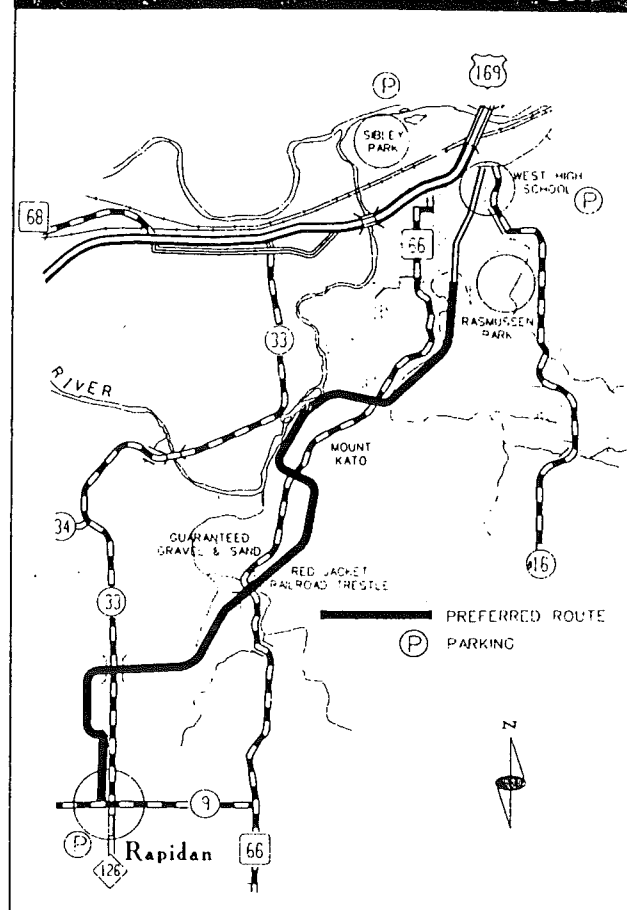 169
P
SIBLEY
PARK
WEST HIGH
SCHOOL
P
68
66
RASMUSSEN
PARK
33
RIVER
MOUNT
KATO
34
GUARANTEED
GRAVEL & SAND
16
RED JACKET
RAILROAD TRESTLE
33
PREFERRED ROUTE
P PARKING
N
9
P
Rapidan
66
126